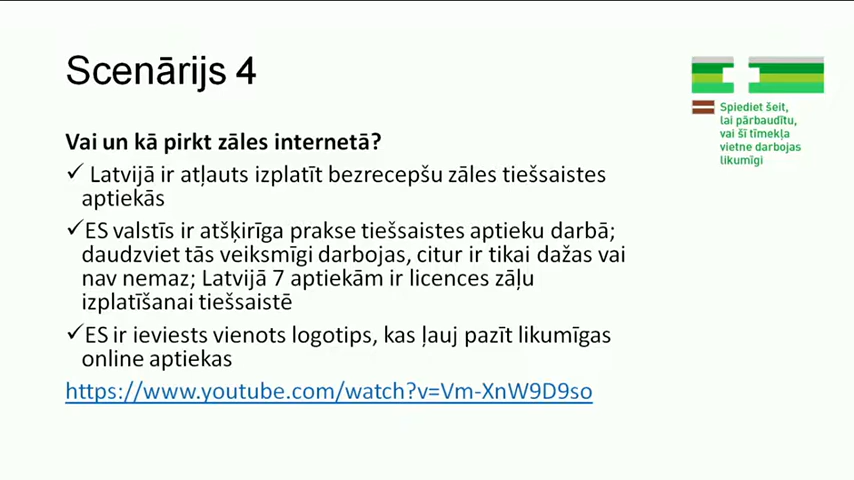 Scenārijs 4
Vai un kā pirkt zāles internetā?
✓ Latvijā ir atļauts izplatīt bezrecepšu zāles tiešsaistes
aptiekās
✓ES valstīs ir atšķirīga prakse tiešsaistes aptieku darbā;
daudzviet tās veiksmīgi darbojas, citur ir tikai dažas vai
nav nemaz; Latvijā 7 aptiekām ir licences zāļu
izplatīšanai tiešsaistē
✓ES ir ieviests vienots logotips, kas ļauj pazīt likumīgas
online aptiekas
https://www.youtube.com/watch?v=Vm-XnW9D9so
Spiediet šeit,
lai pārbaudītu,
vai šī tīmekļa
vietne darbojas
likumīgi